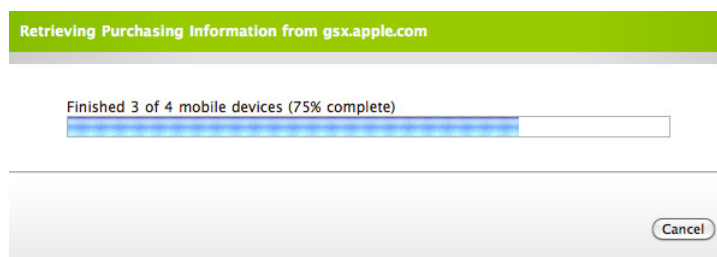 Retrieving Purchasing Information from gsx.apple.com
Finished 3 of 4 mobile devices (75% complete)
Cancel